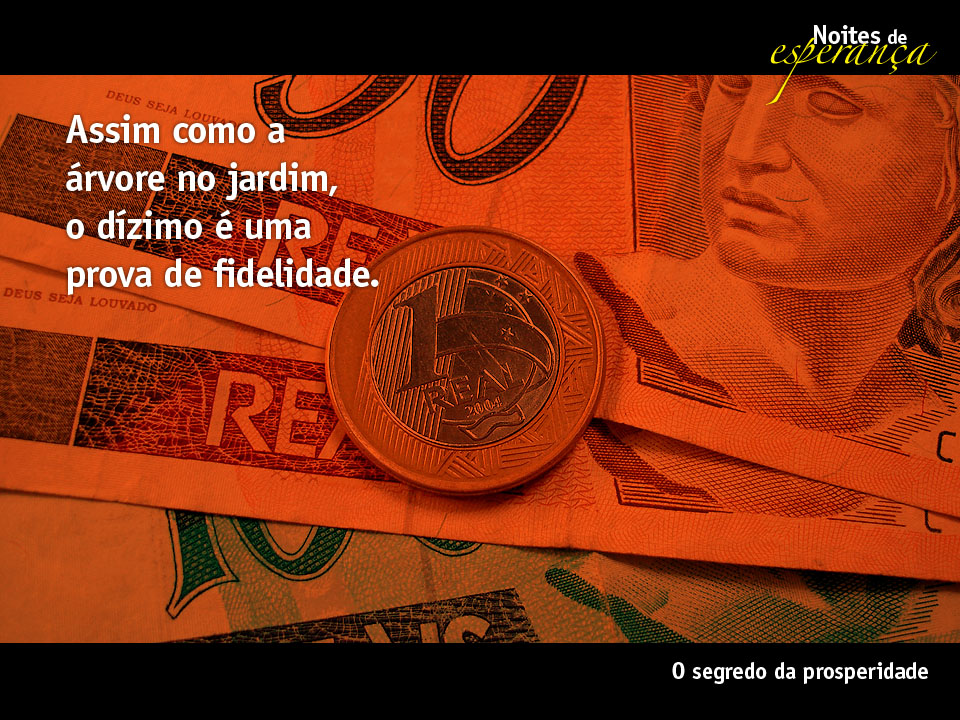 Noites de
esperança
DEUS SEJA LOUVADO
Assim como a
árvore no jardim,
o dízimo é uma
prova de fidelidade.
DEUS SEJA LOUVADO
1
REAL
2004
O segredo da prosperidade